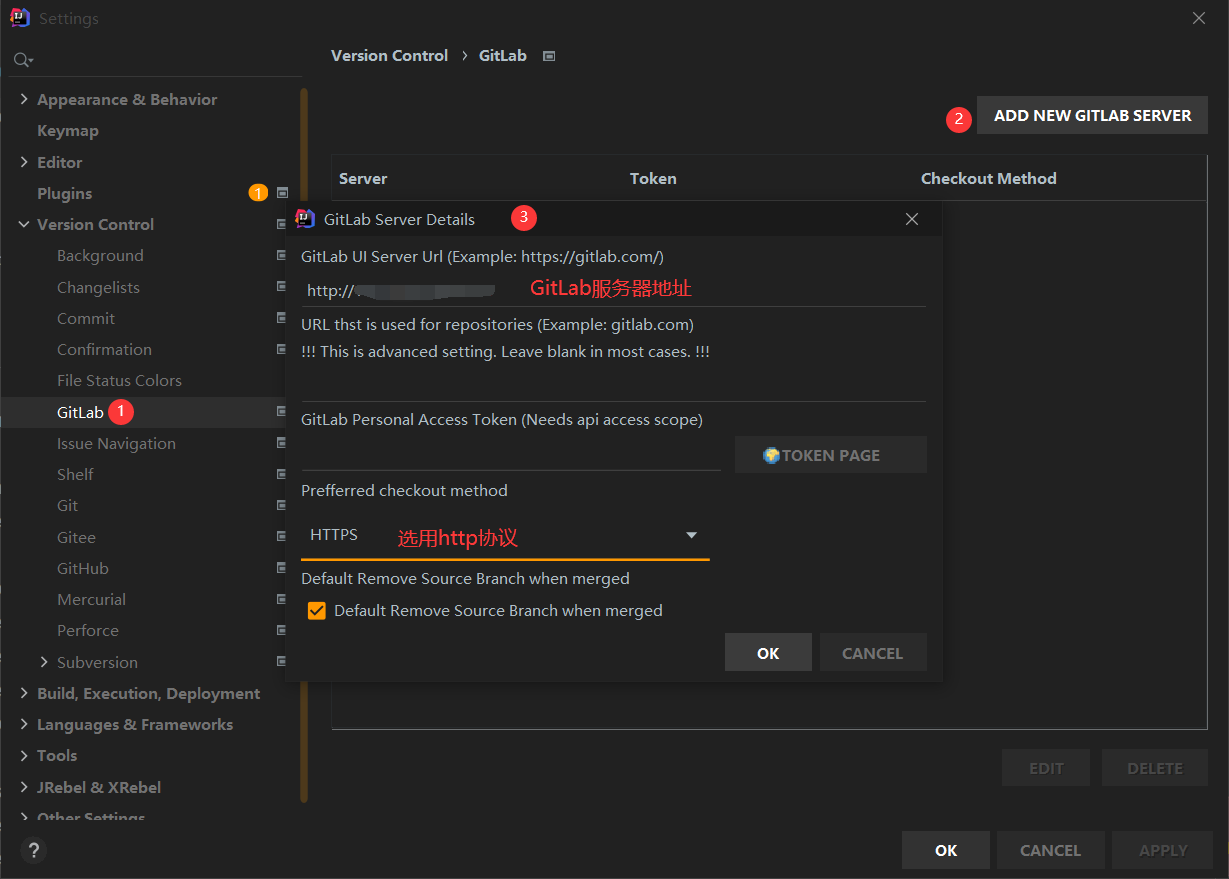 Settings
Version Control › GitLab
Appearance & Behavior
Keymap
Editor
Plugins 1
Version Control
Background
Changelists
Commit
Confirmation
File Status Colors
GitLab 1
Issue Navigation
Shelf
Git
Gitee
GitHub
Mercurial
Perforce
Subversion
Build, Execution, Deployment
Languages & Frameworks
Tools
JRebel & XRebel
Other Settings
?
2 ADD NEW GITLAB SERVER
Server Token Checkout Method
GitLab Server Details 3
GitLab UI Server Url (Example: https://gitlab.com/)
http:// GitLab服务器地址
URL thst is used for repositories (Example: gitlab.com)
!!! This is advanced setting. Leave blank in most cases. !!!
GitLab Personal Access Token (Needs api access scope)
TOKEN PAGE
Prefferred checkout method
HTTPS 选用http协议
Default Remove Source Branch when merged
Default Remove Source Branch when merged
OK CANCEL
EDIT DELETE
OK CANCEL APPLY